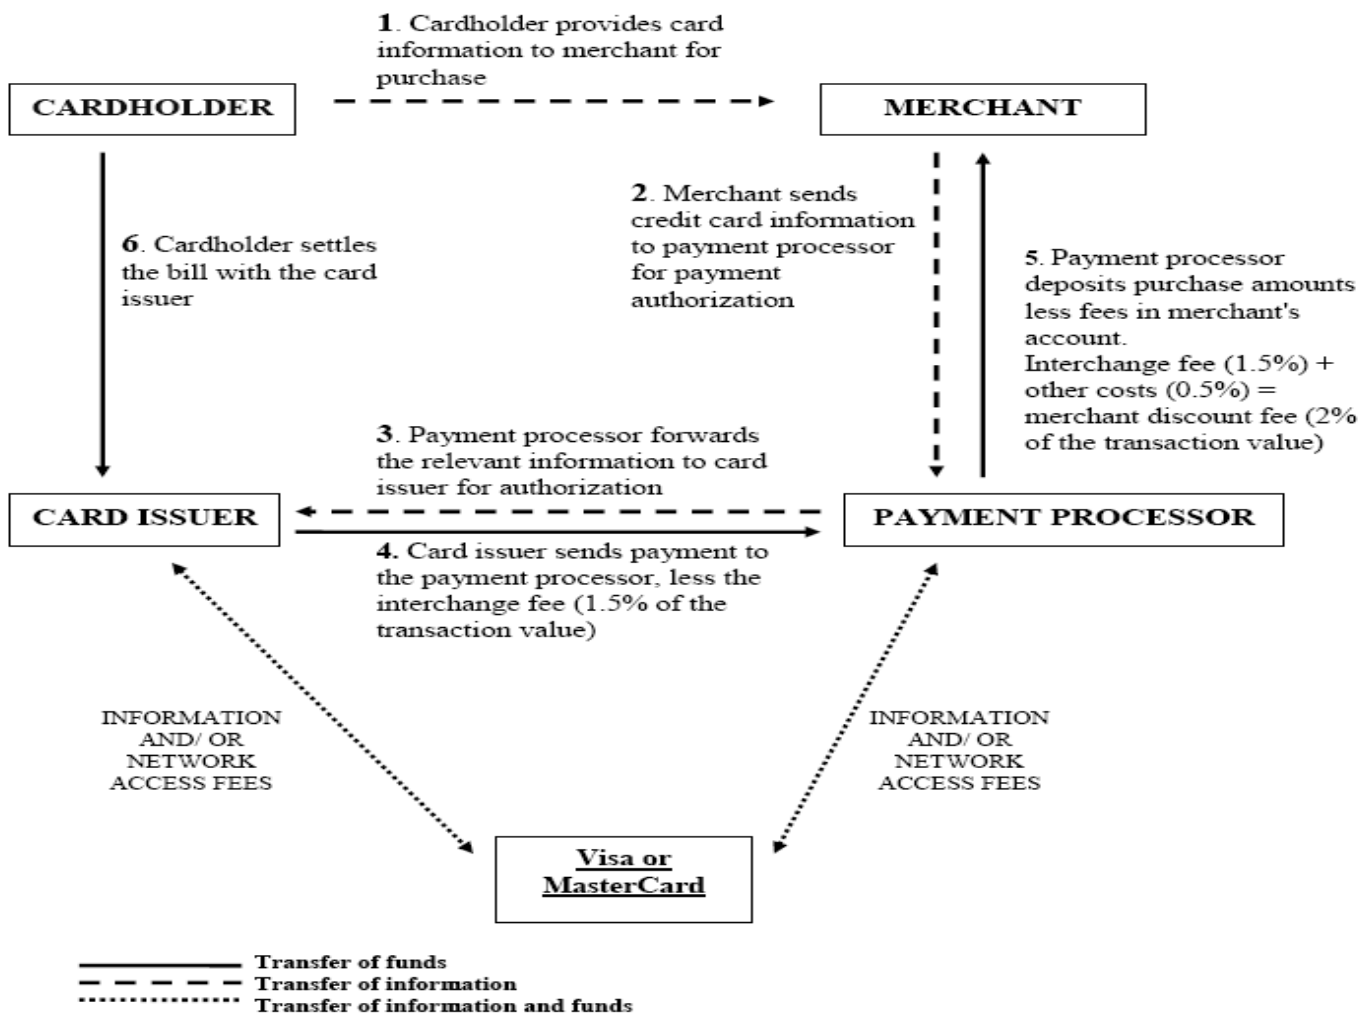 1. Cardholder provides card
information to merchant for
purchase
CARDHOLDER
MERCHANT
2. Merchant sends
credit card information
to payment processor
for payment
authorization
6. Cardholder settles
the bill with the card
issuer
5. Payment processor
deposits purchase amounts
less fees in merchant's
account.
Interchange fee (1.5%) +
other costs (0.5%) =
merchant discount fee (2%
of the transaction value)
3. Payment processor forwards
the relevant information to card
issuer for authorization
CARD ISSUER
PAYMENT PROCESSOR
4. Card issuer sends payment to
the payment processor, less the
interchange fee (1.5% of the
transaction value)
INFORMATION
AND/ OR
NETWORK
ACCESS FEES
INFORMATION
AND/ OR
NETWORK
ACCESS FEES
Visa or
MasterCard
Transfer of funds
Transfer of information
Transfer of information and funds